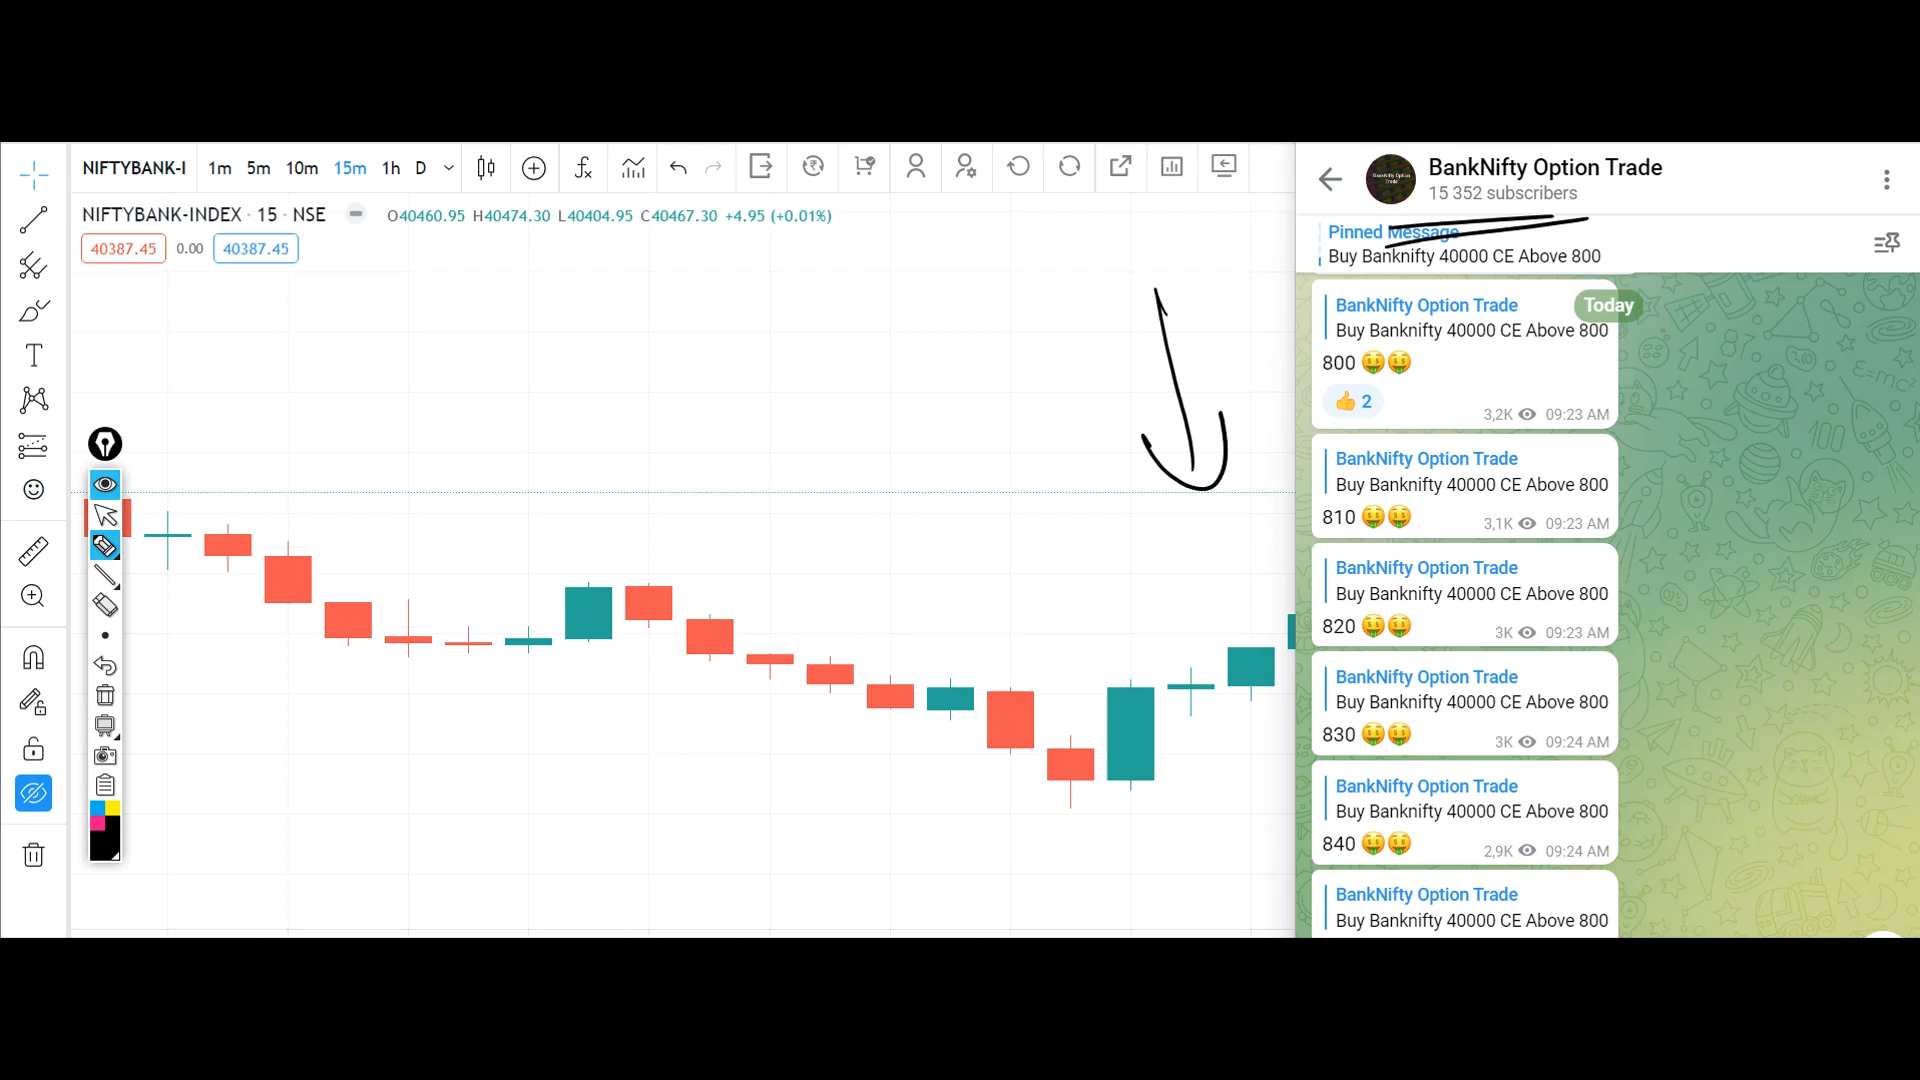 NIFTYBANK-I 1m 5m 10m 15m 1h D
NIFTYBANK-INDEX · 15 · NSE O40460.95 H40474.30 L40404.95 C40467.30 +4.95 (+0.01%)
40387.45 0.00 40387.45
BankNifty Option Trade
15 352 subscribers
Pinned Message
Buy Banknifty 40000 CE Above 800
Today
BankNifty Option Trade
Buy Banknifty 40000 CE Above 800
800 🤑🤑
👍 2
3,2K 09:23 AM
BankNifty Option Trade
Buy Banknifty 40000 CE Above 800
810 🤑🤑
3,1K 09:23 AM
BankNifty Option Trade
Buy Banknifty 40000 CE Above 800
820 🤑🤑
3K 09:23 AM
BankNifty Option Trade
Buy Banknifty 40000 CE Above 800
830 🤑🤑
3K 09:24 AM
BankNifty Option Trade
Buy Banknifty 40000 CE Above 800
840 🤑🤑
2,9K 09:24 AM
BankNifty Option Trade
Buy Banknifty 40000 CE Above 800